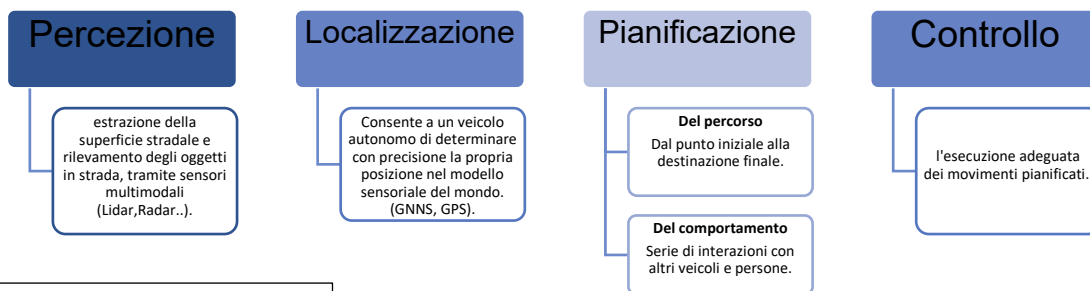 Percezione
estrazione della
superficie stradale e
rilevamento degli oggetti
in strada, tramite sensori
multimodali
(Lidar,Radar..).
Localizzazione
Consente a un veicolo
autonomo di determinare
con precisione la propria
posizione nel modello
sensoriale del mondo.
(GNNS, GPS).
Pianificazione
Del percorso
Dal punto iniziale alla
destinazione finale.
Del comportamento
Serie di interazioni con
altri veicoli e persone.
Controllo
l'esecuzione adeguata
dei movimenti pianificati.